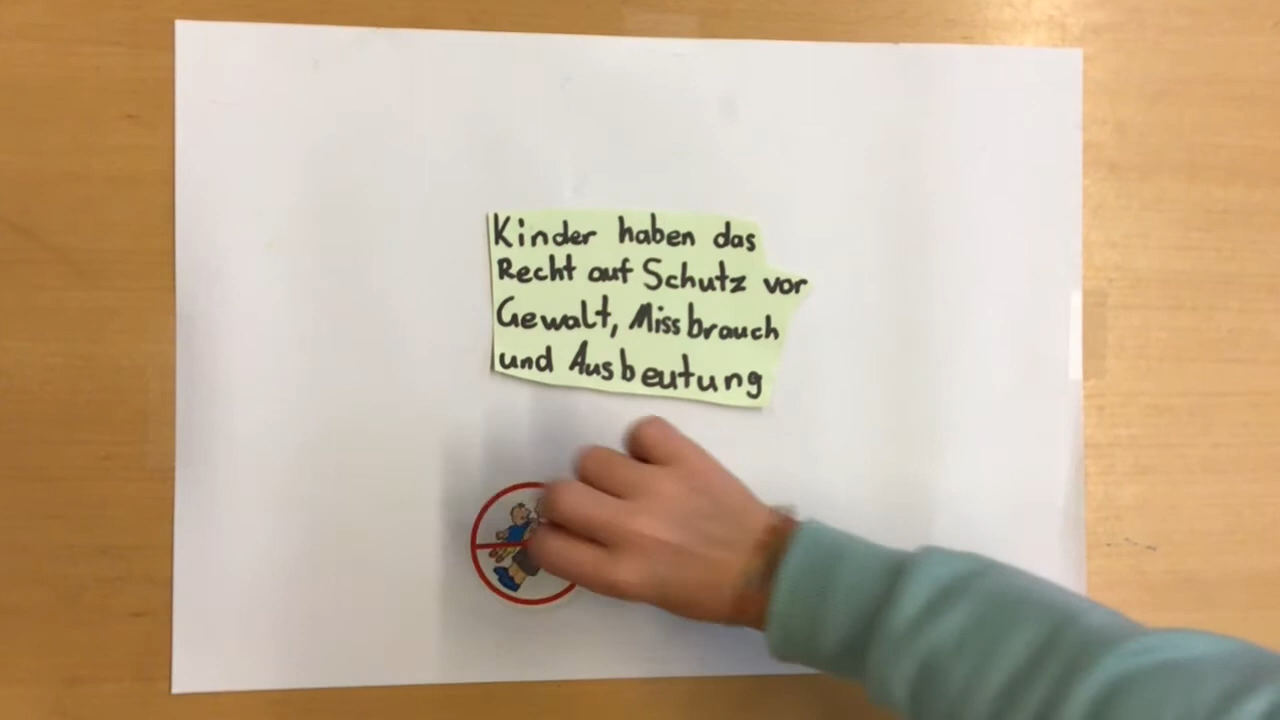 Kinder haben das
Recht auf Schutz vor
Gewalt, Missbrauch
und Ausbeutung